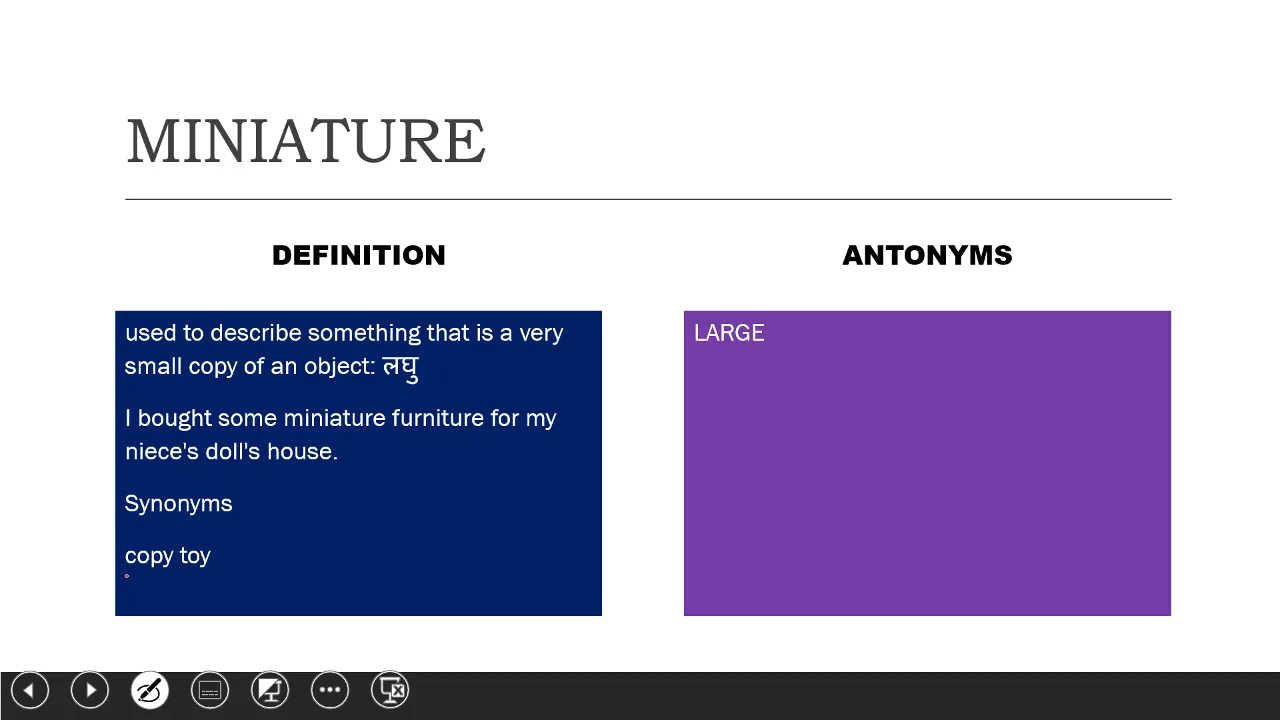 MINIATURE
DEFINITION
used to describe something that is a very
small copy of an object: लघु
I bought some miniature furniture for my
niece's doll's house.
Synonyms
copy toy
ANTONYMS
LARGE